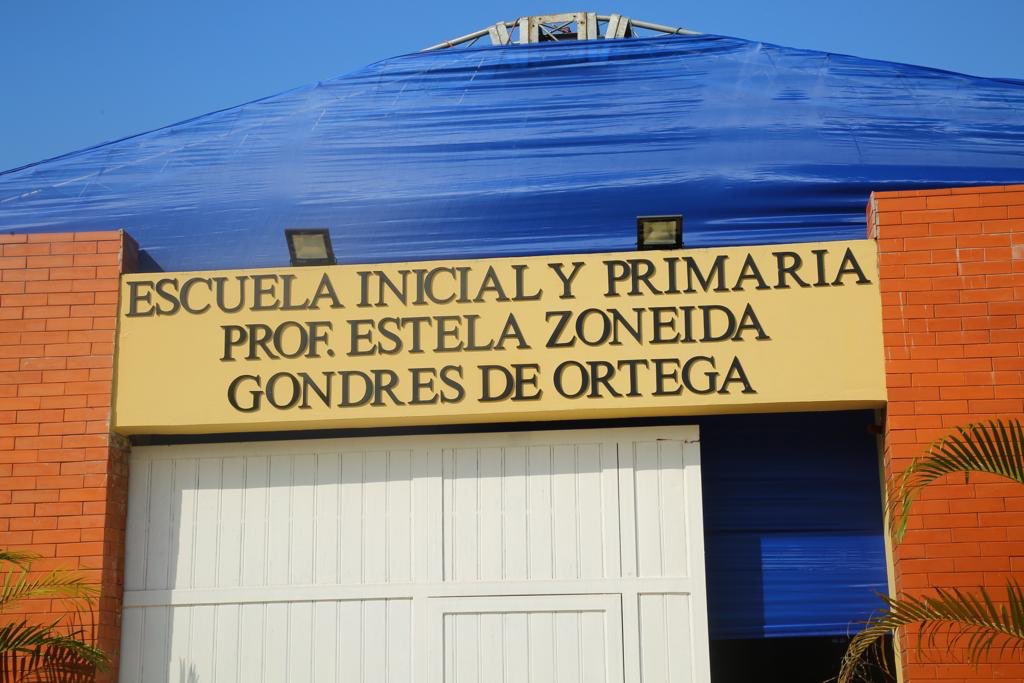 ESCUELA INICIAL Y PRIMARIA
PROF. ESTELA ZONEIDA
GONDRES DE ORTEGA